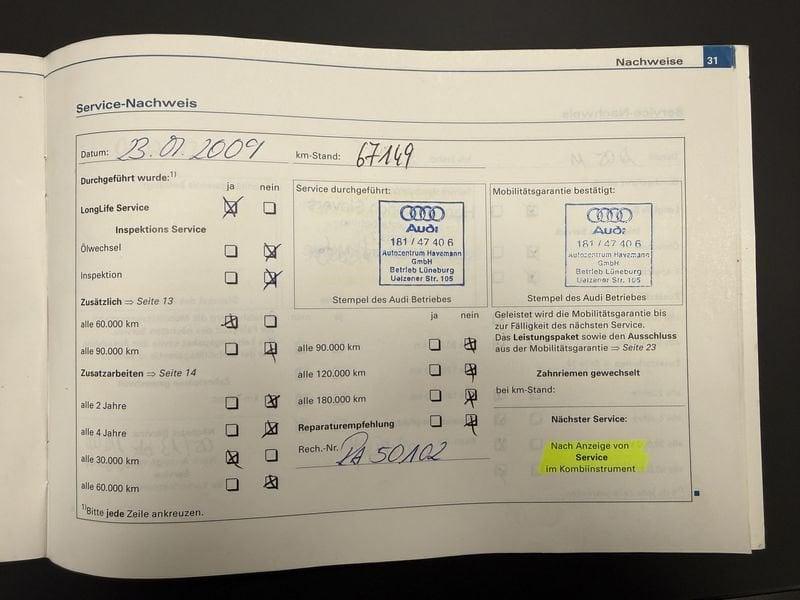 Nachweise 31
Service-Nachweis
Datum: 23.01.2009 km-Stand: 67149
Durchgeführt wurde:1)
ja nein
LongLife Service
Inspektions Service
Ölwechsel
Inspektion
Zusätzlich ⇒ Seite 13
alle 60.000 km
alle 90.000 km
Zusatzarbeiten ⇒ Seite 14
alle 2 Jahre
alle 4 Jahre
alle 30.000 km
alle 60.000 km
1)Bitte jede Zeile ankreuzen.
Service durchgeführt:
Audi
181 / 47 40 6
Autozentrum Havemann
GmbH
Betrieb Lüneburg
Uelzener Str. 105
Stempel des Audi Betriebes
ja nein
alle 90.000 km
alle 120.000 km
alle 180.000 km
Reparaturempfehlung
Rech.-Nr. RA 50102
Mobilitätsgarantie bestätigt:
Audi
181 / 47 40 6
Autozentrum Havemann
GmbH
Betrieb Lüneburg
Uelzener Str. 105
Stempel des Audi Betriebes
Geleistet wird die Mobilitätsgarantie bis
zur Fälligkeit des nächsten Service.
Das Leistungspaket sowie den Ausschluss
aus der Mobilitätsgarantie ⇒ Seite 23
Zahnriemen gewechselt
bei km-Stand:
Nächster Service:
Nach Anzeige von
Service
im Kombiinstrument